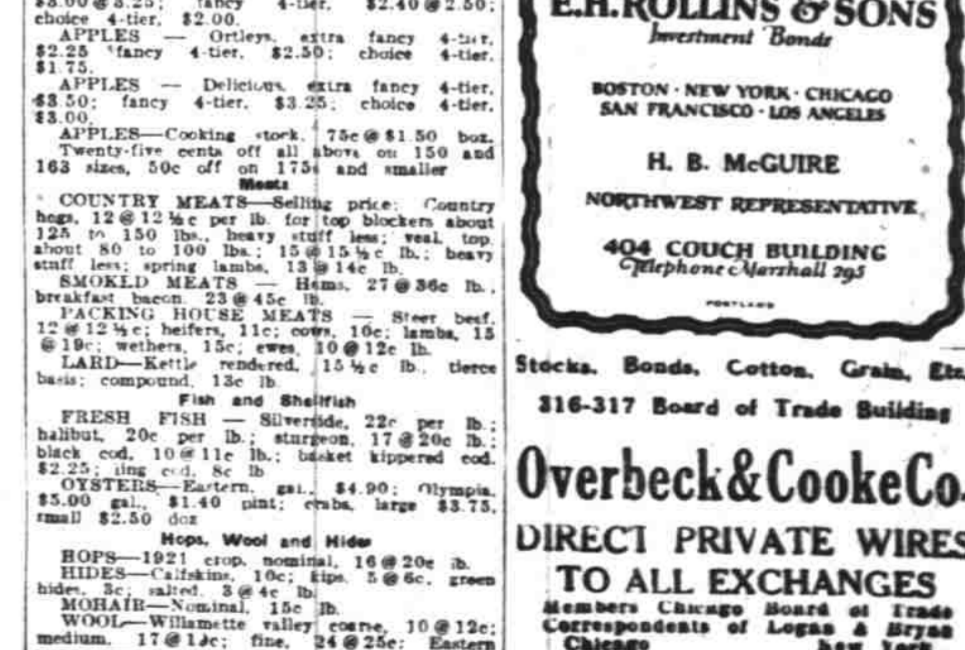 $3.00@3.25; fancy 4-tier, $2.40@2.50;
choice 4-tier, $2.00.
APPLES — Ortleys, extra fancy 4-tier,
$2.25 fancy 4-tier, $2.50; choice 4-tier,
$1.75.
APPLES — Delicious, extra fancy 4-tier,
$3.50; fancy 4-tier, $3.25; choice 4-tier,
$3.00.
APPLES—Cooking stock, 75c@$1.50 box.
Twenty-five cents off all above on 150 and
163 sizes, 50c off on 175s and smaller
Meats
COUNTRY MEATS—Selling price: Country
hogs, 12@12½c per lb. for top blockers about
125 to 150 lbs., heavy stuff less; veal, top,
about 80 to 100 lbs.; 15@15½c lb.; heavy
stuff less; spring lambs, 13@14c lb.
SMOKED MEATS — Hams, 27@36c lb.,
breakfast bacon, 23@45c lb.
PACKING HOUSE MEATS — Steer beef,
12@12½c; heifers, 11c; cows, 10c; lambs, 15
@19c; wethers, 15c; ewes, 10@12c lb.
LARD—Kettle rendered, 15½c lb., tierce
basis; compound, 13c lb.
Fish and Shellfish
FRESH FISH — Silverside, 22c per lb.;
halibut, 20c per lb.; sturgeon, 17@20c lb.;
black cod, 10@11c lb.; basket kippered cod,
$2.25; ling cod, 8c lb
OYSTERS—Eastern, gal., $4.90; Olympia,
$5.00 gal., $1.40 pint; crabs, large $3.75,
small $2.50 doz
Hops, Wool and Hides
HOPS—1921 crop, nominal, 16@20c lb.
HIDES—Calfskins, 10c; kips, 5@6c, green
hides, 3c; salted, 3@4c lb.
MOHAIR—Nominal, 15c lb.
WOOL—Willamette valley coarse, 10@12c;
medium, fine, 24@25c; Eastern
E.H. ROLLINS & SONS
Investment Bonds
BOSTON · NEW YORK · CHICAGO
SAN FRANCISCO · LOS ANGELES
H. B. McGUIRE
NORTHWEST REPRESENTATIVE
404 COUCH BUILDING
Telephone Marshall 295
PORTLAND
Stocks, Bonds, Cotton, Grain, Etc.
316-317 Board of Trade Building
Overbeck&CookeCo.
DIRECT PRIVATE WIRES
TO ALL EXCHANGES
Members Chicago Board of Trade
Correspondents of Logan & Bryan
Chicago New York